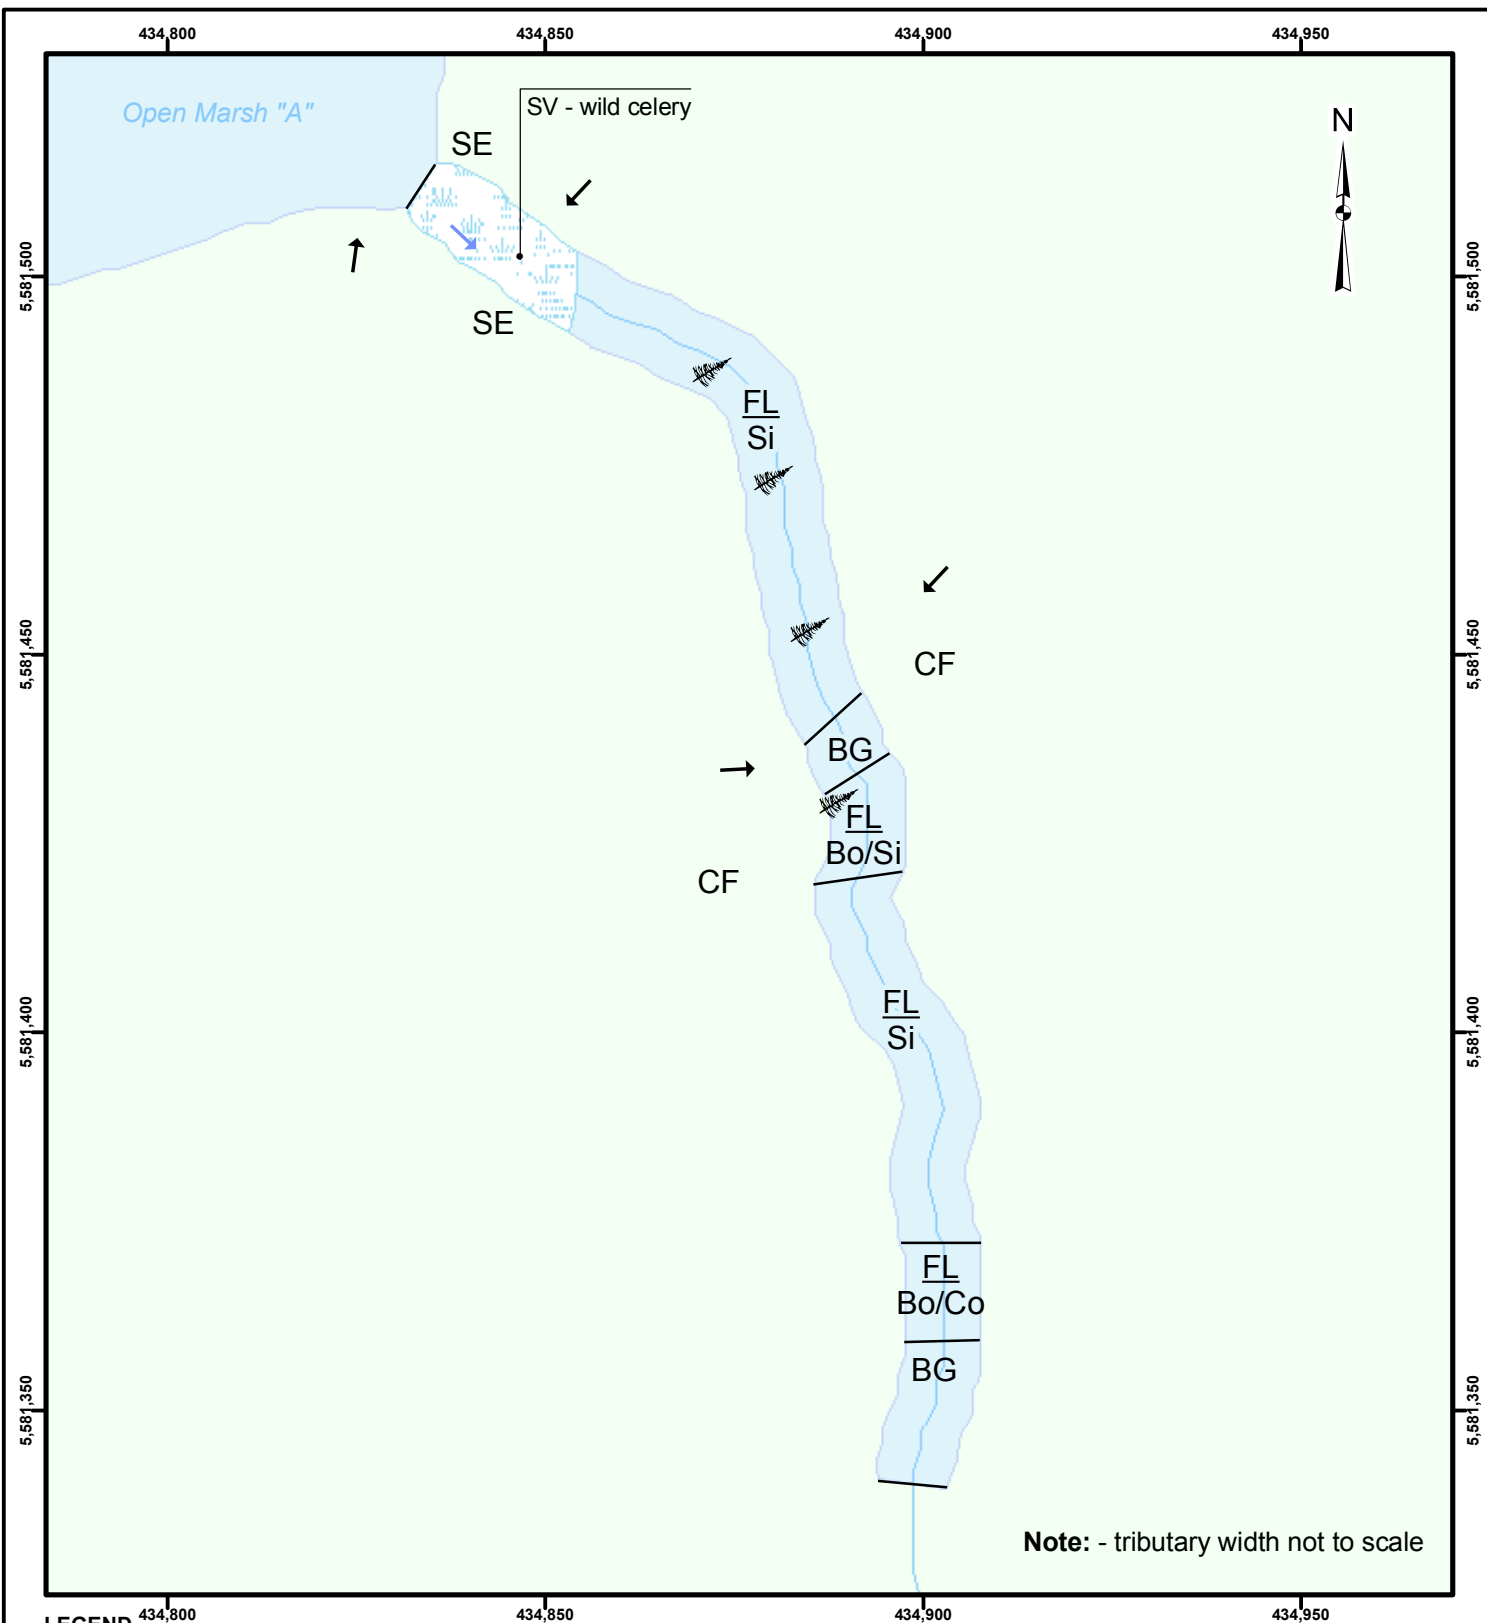 434,800
434,850
434,900
434,950
Open Marsh "A"
SV - wild celery
N
SE
5,581,500
5,581,500
SE
FL
Si
5,581,450
5,581,450
CF
BG
FL
Bo/Si
CF
FL
Si
5,581,400
5,581,400
FL
Bo/Co
BG
5,581,350
5,581,350
Note: - tributary width not to scale
LEGEND
434,800
434,850
434,900
434,950